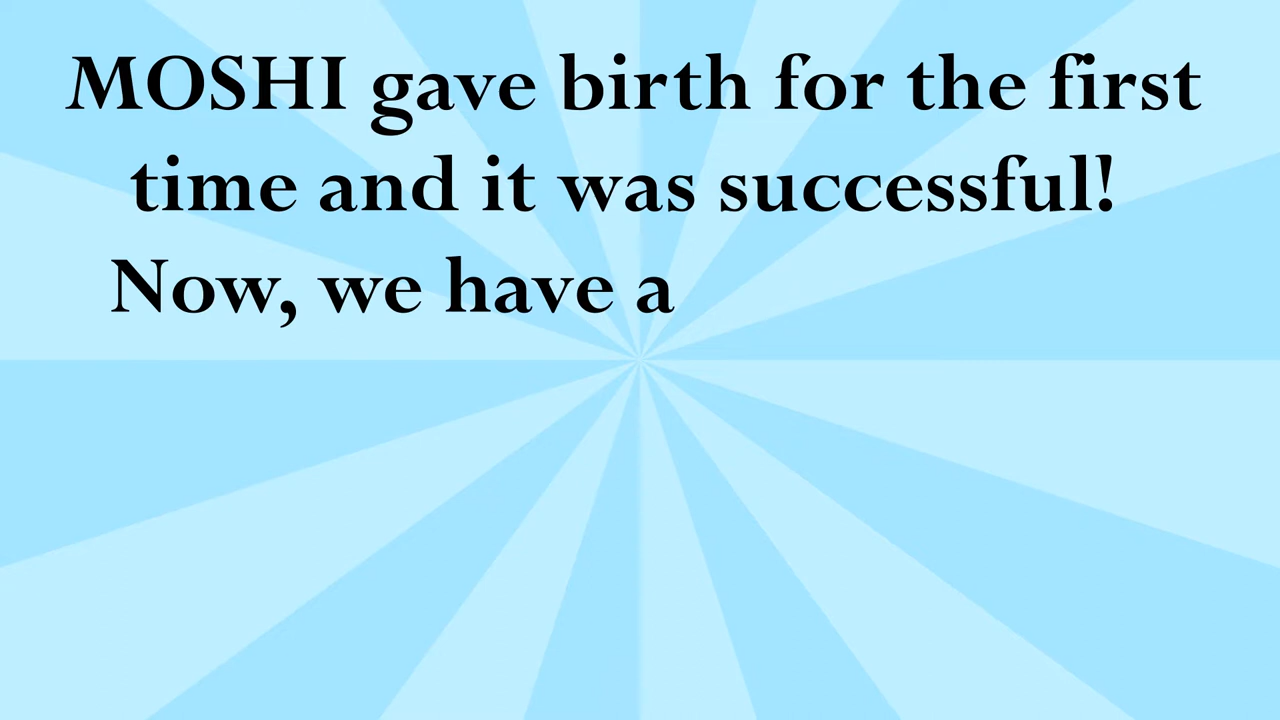 MOSHI gave birth for the first
time and it was successful!
Now, we have a